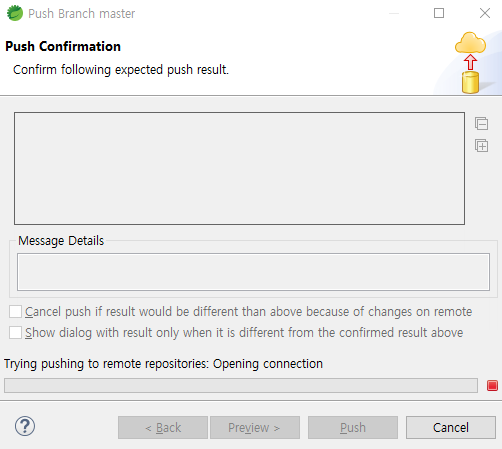 Push Branch master
Push Confirmation
Confirm following expected push result.
Message Details
Cancel push if result would be different than above because of changes on remote
Show dialog with result only when it is different from the confirmed result above
Trying pushing to remote repositories: Opening connection
?
< Back
Preview >
Push
Cancel